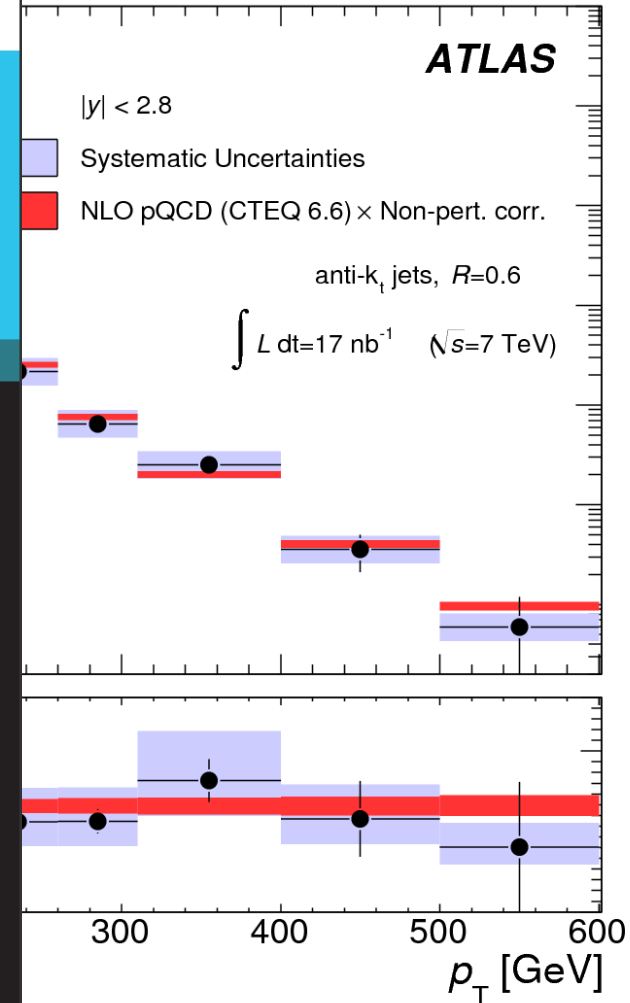 ATLAS
|y| < 2.8
Systematic Uncertainties
NLO pQCD (CTEQ 6.6) × Non-pert. corr.
anti-kt jets, R=0.6
∫ L dt=17 nb-1 (√s=7 TeV)
300 400 500 600
pT [GeV]